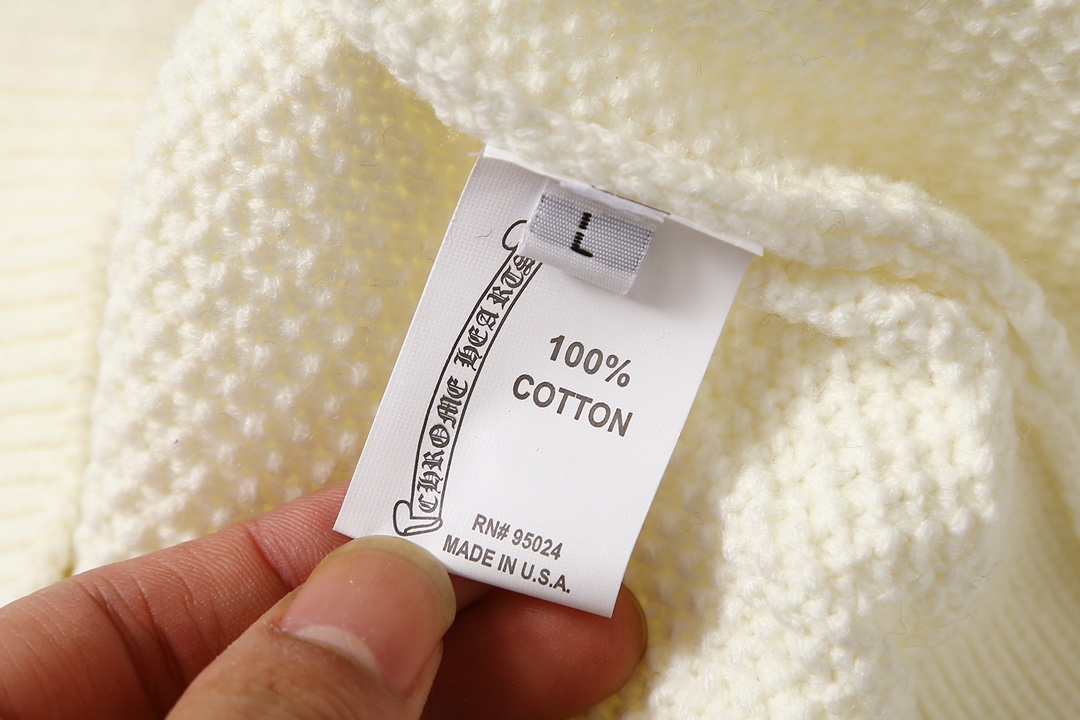 L
CHROME HEARTS
100%
COTTON
RN# 95024
MADE IN U.S.A.